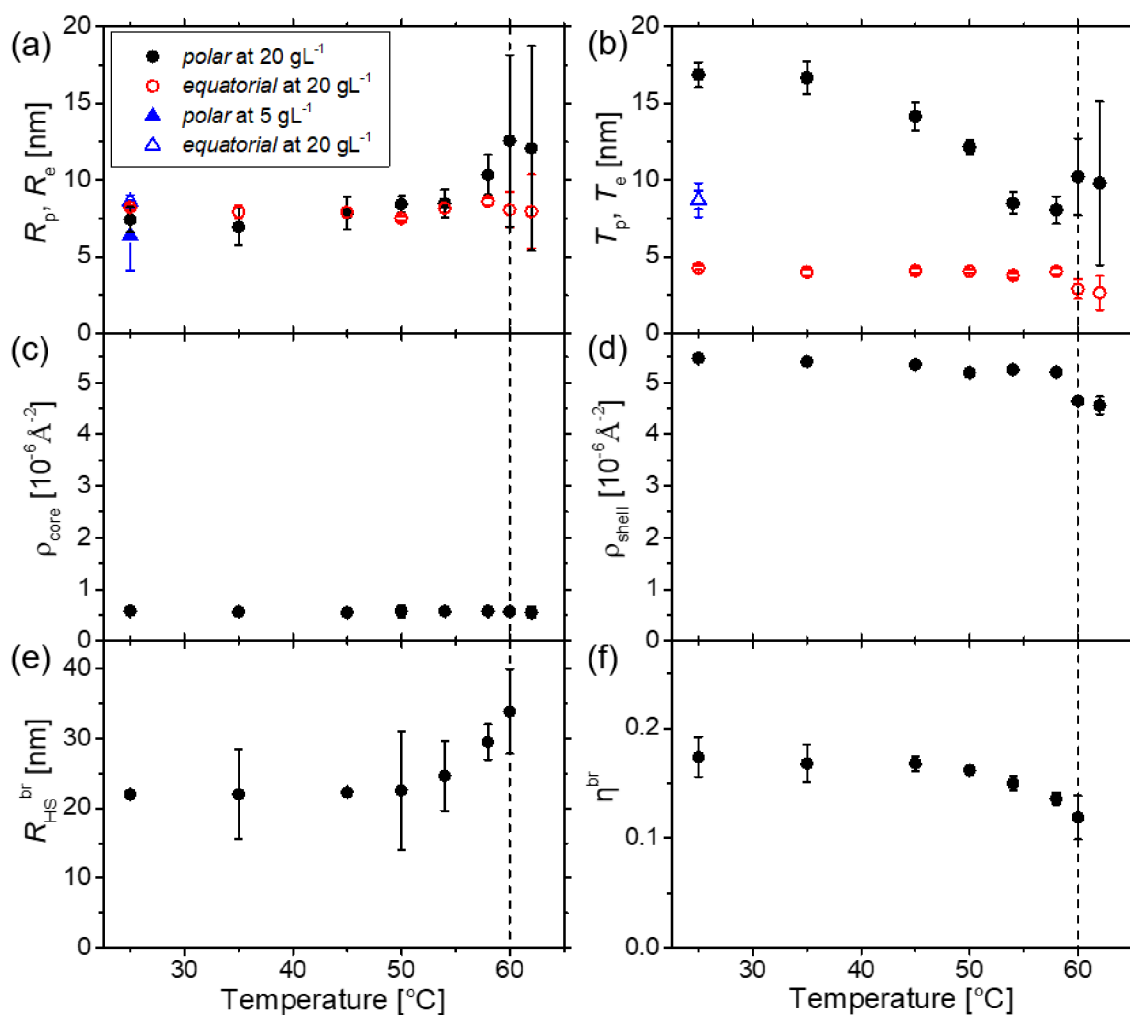 (a)
20
15
10
5
0
Rp, Re [nm]
polar at 20 gL-1
equatorial at 20 gL-1
polar at 5 gL-1
equatorial at 20 gL-1
(b)
20
15
10
5
0
Tp, Te [nm]
(c)
5
4
3
2
1
0
ρcore [10-6 Å-2]
(d)
5
4
3
2
1
0
ρshell [10-6 Å-2]
(e)
40
30
20
10
0
RHSbr [nm]
30 40 50 60
Temperature [°C]
(f)
0.2
0.1
0.0
ηbr
30 40 50 60
Temperature [°C]